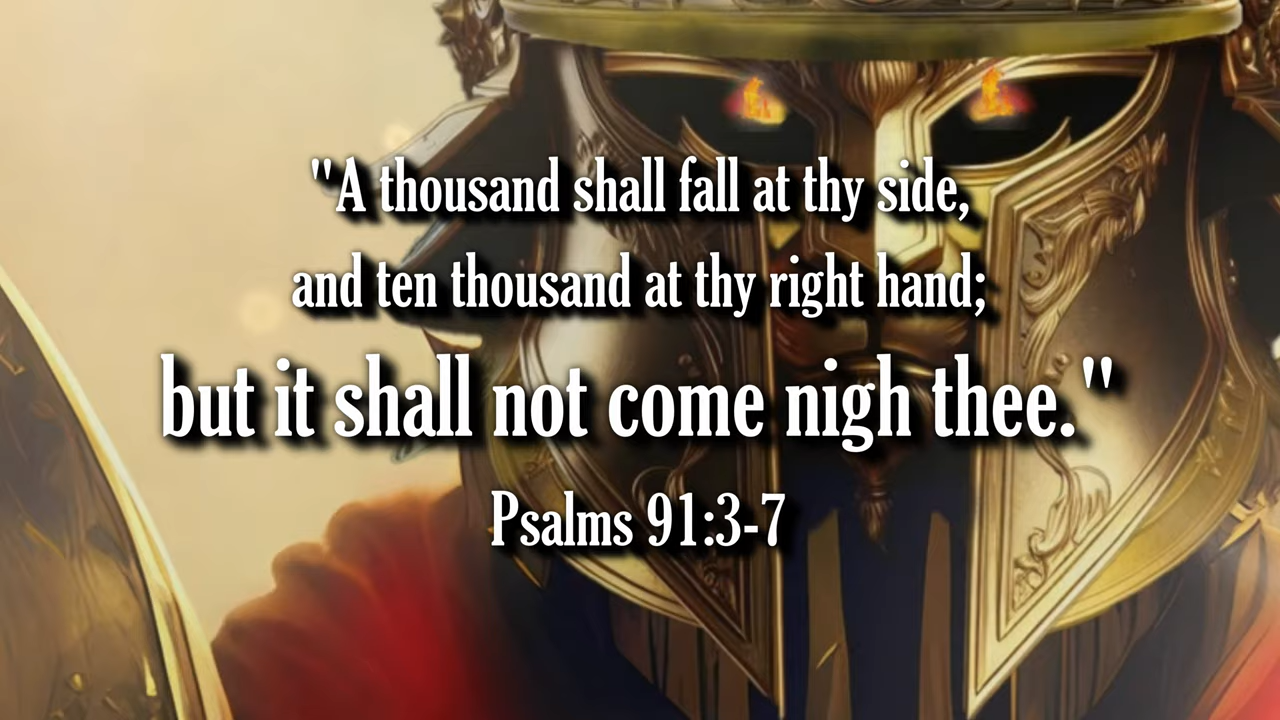 "A thousand shall fall at thy side,
and ten thousand at thy right hand;
but it shall not come nigh thee."
Psalms 91:3-7